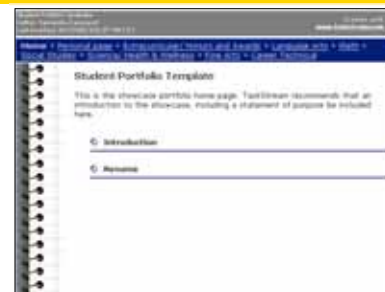 Home • Personal page • Extracurricular / Honors and Awards • Language Arts • Math •
Social Studies • Science / Health & Wellness • Fine Arts • Career Technical
Student Portfolio Template
This is the showcase portfolio home page. TaskStream recommends that an
introduction to the showcase, including a statement of purpose be included
here.
Introduction
Resume